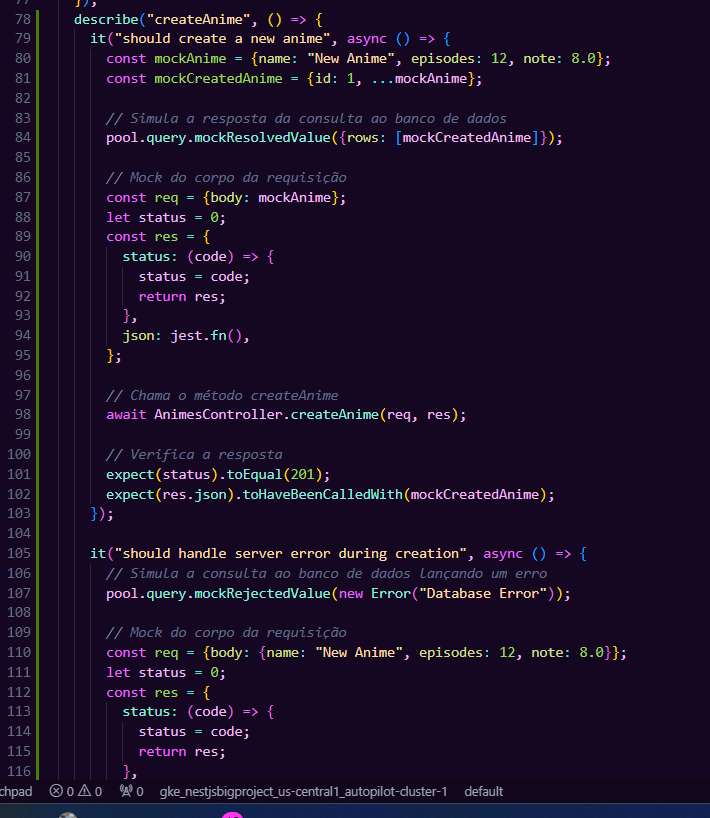 77 });
78 describe("createAnime", () => {
79 it("should create a new anime", async () => {
80 const mockAnime = {name: "New Anime", episodes: 12, note: 8.0};
81 const mockCreatedAnime = {id: 1, ...mockAnime};
82
83 // Simula a resposta da consulta ao banco de dados
84 pool.query.mockResolvedValue({rows: [mockCreatedAnime]});
85
86 // Mock do corpo da requisição
87 const req = {body: mockAnime};
88 let status = 0;
89 const res = {
90 status: (code) => {
91 status = code;
92 return res;
93 },
94 json: jest.fn(),
95 };
96
97 // Chama o método createAnime
98 await AnimesController.createAnime(req, res);
99
100 // Verifica a resposta
101 expect(status).toEqual(201);
102 expect(res.json).toHaveBeenCalledWith(mockCreatedAnime);
103 });
104
105 it("should handle server error during creation", async () => {
106 // Simula a consulta ao banco de dados lançando um erro
107 pool.query.mockRejectedValue(new Error("Database Error"));
108
109 // Mock do corpo da requisição
110 const req = {body: {name: "New Anime", episodes: 12, note: 8.0}};
111 let status = 0;
112 const res = {
113 status: (code) => {
114 status = code;
115 return res;
116 },
chpad 0 0 0 gke_nestjsbigproject_us-central1_autopilot-cluster-1 default